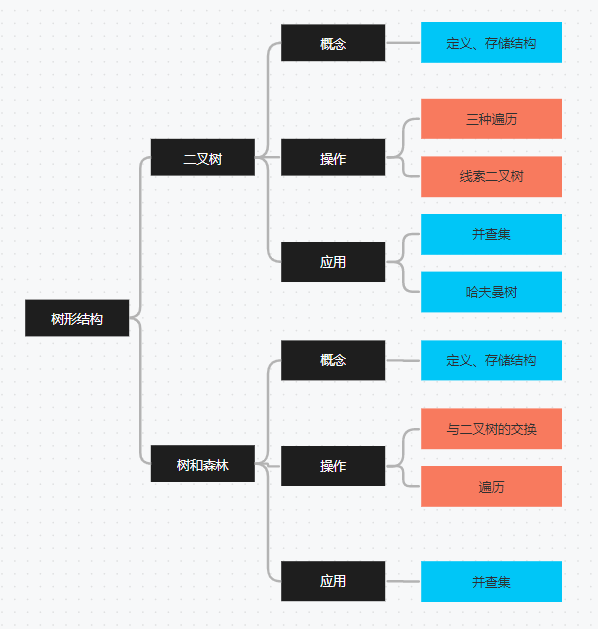 树形结构
二叉树
概念
定义、存储结构
操作
三种遍历
线索二叉树
应用
并查集
哈夫曼树
树和森林
概念
定义、存储结构
操作
与二叉树的交换
遍历
应用
并查集